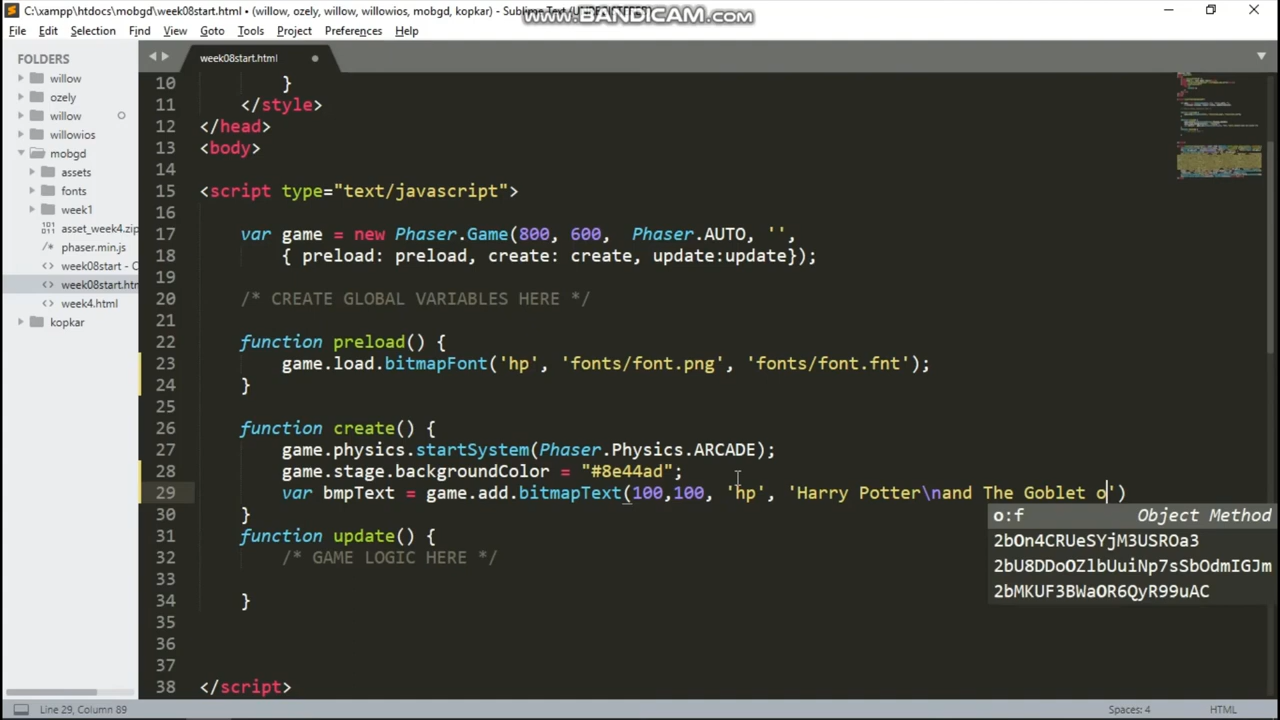 C:\xampp\htdocs\mobgd\week08start.html • (willow, ozely, willow, willowios, mobgd, kopkar) - Sublime Text
www.BANDICAM.com
File Edit Selection Find View Goto Tools Project Preferences Help
FOLDERS
willow
ozely
willow
willowios
mobgd
assets
fonts
week1
asset_week4.zip
phaser.min.js
week08start - C
week08start.htm
week4.html
kopkar
week08start.html
10 }
11 </style>
12 </head>
13 <body>
14
15 <script type="text/javascript">
16
17 var game = new Phaser.Game(800, 600,  Phaser.AUTO, '',
18 { preload: preload, create: create, update:update});
19
20 /* CREATE GLOBAL VARIABLES HERE */
21
22 function preload() {
23 game.load.bitmapFont('hp', 'fonts/font.png', 'fonts/font.fnt');
24 }
25
26 function create() {
27 game.physics.startSystem(Phaser.Physics.ARCADE);
28 game.stage.backgroundColor = "#8e44ad";
29 var bmpText = game.add.bitmapText(100,100, 'hp', 'Harry Potter\nand The Goblet o')
30 }
31 function update() {
32 /* GAME LOGIC HERE */
33
34 }
35
36
37
38 </script>
o:f Object Method
2bOn4CRUeSYjM3USROa3
2bU8DDoOZlbUuiNp7sSbOdmIGJm
2bMKUF3BWaOR6QyR99uAC
Line 29, Column 89
Spaces: 4
HTML